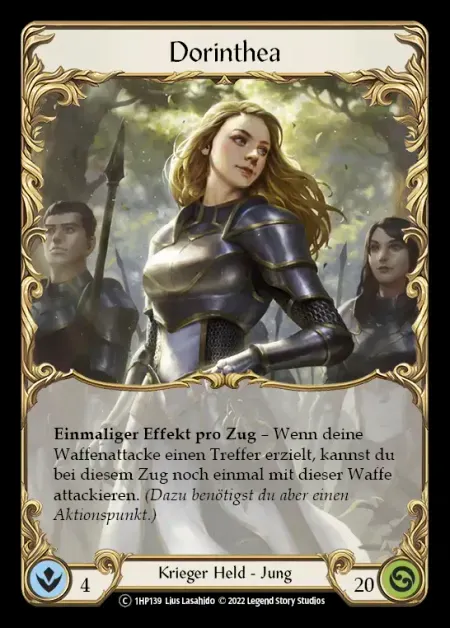 Dorinthea
Einmaliger Effekt pro Zug – Wenn deine
Waffenattacke einen Treffer erzielt, kannst du
bei diesem Zug noch einmal mit dieser Waffe
attackieren. (Dazu benötigst du aber einen
Aktionspunkt.)
4
Krieger Held - Jung
20
C 1HP139 Lius Lasahido © 2022 Legend Story Studios